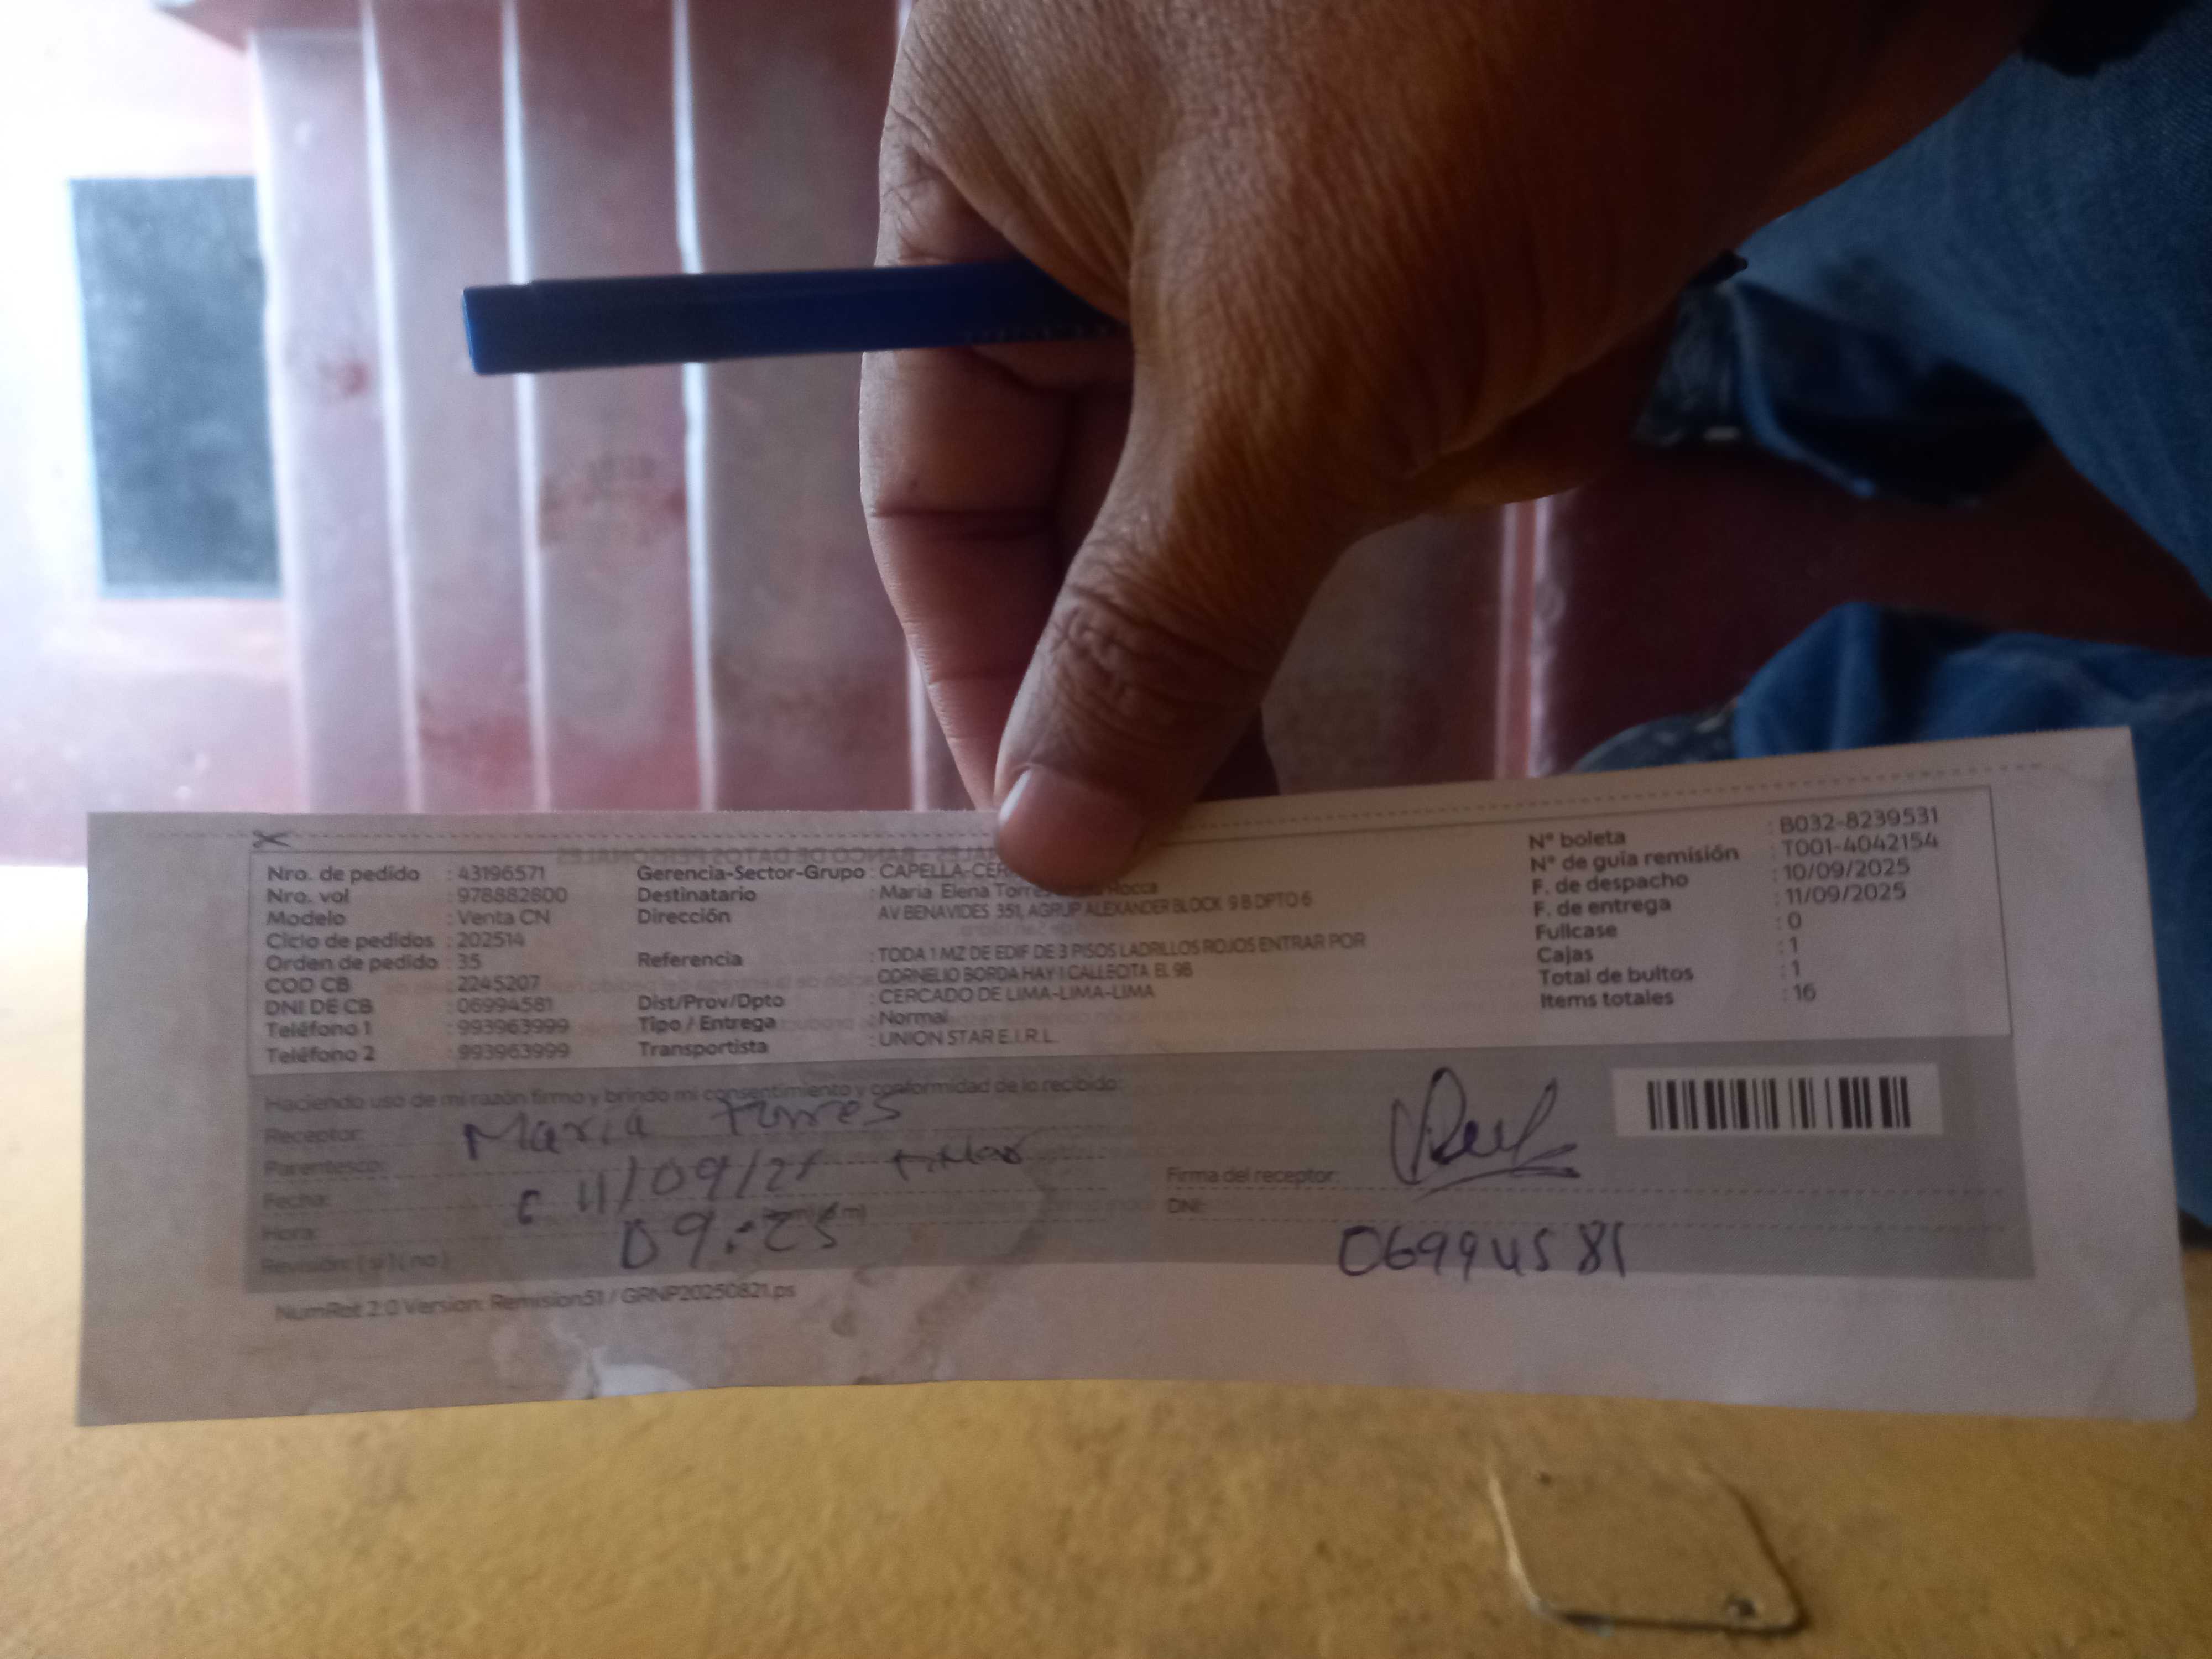 Nro. de pedido : 43196571
Nro. vol : 978882800
Modelo : Venta CN
Ciclo de pedidos : 202514
Orden de pedido : 35
COD CB : 2245207
DNI DE CB : 06994581
Teléfono 1 : 993963999
Teléfono 2 : 993963999
Gerencia-Sector-Grupo : CAPELLA-CER
Destinatario : Maria Elena Torres Rocca
Dirección AV BENAVIDES 351, AGRUP ALEXANDER BLOCK 9 B DPTO 6
Referencia : TODA 1 MZ DE EDIF DE 3 PISOS LADRILLOS ROJOS ENTRAR POR
CORNELIO BORDA HAY 1 CALLECITA EL 9B
Dist/Prov/Dpto : CERCADO DE LIMA-LIMA-LIMA
Tipo / Entrega : Normal
Transportista : UNION STAR E.I.R.L.
N° boleta : B032-8239531
N° de guía remisión : T001-4042154
F. de despacho : 10/09/2025
F. de entrega : 11/09/2025
Fullcase : 0
Cajas : 1
Total de bultos : 1
Items totales : 16
Haciendo uso de mi razón firmo y brindo mi consentimiento y conformidad de lo recibido:
Receptor: Maria Torres
Parentesco:
Fecha: 11/09/25
Hora: 09:25
Revisión: ( si ) ( no )
Firma del receptor:
DNI: 06994581
NumRot 2.0 Version: Remision51 / GRNP20250821.ps